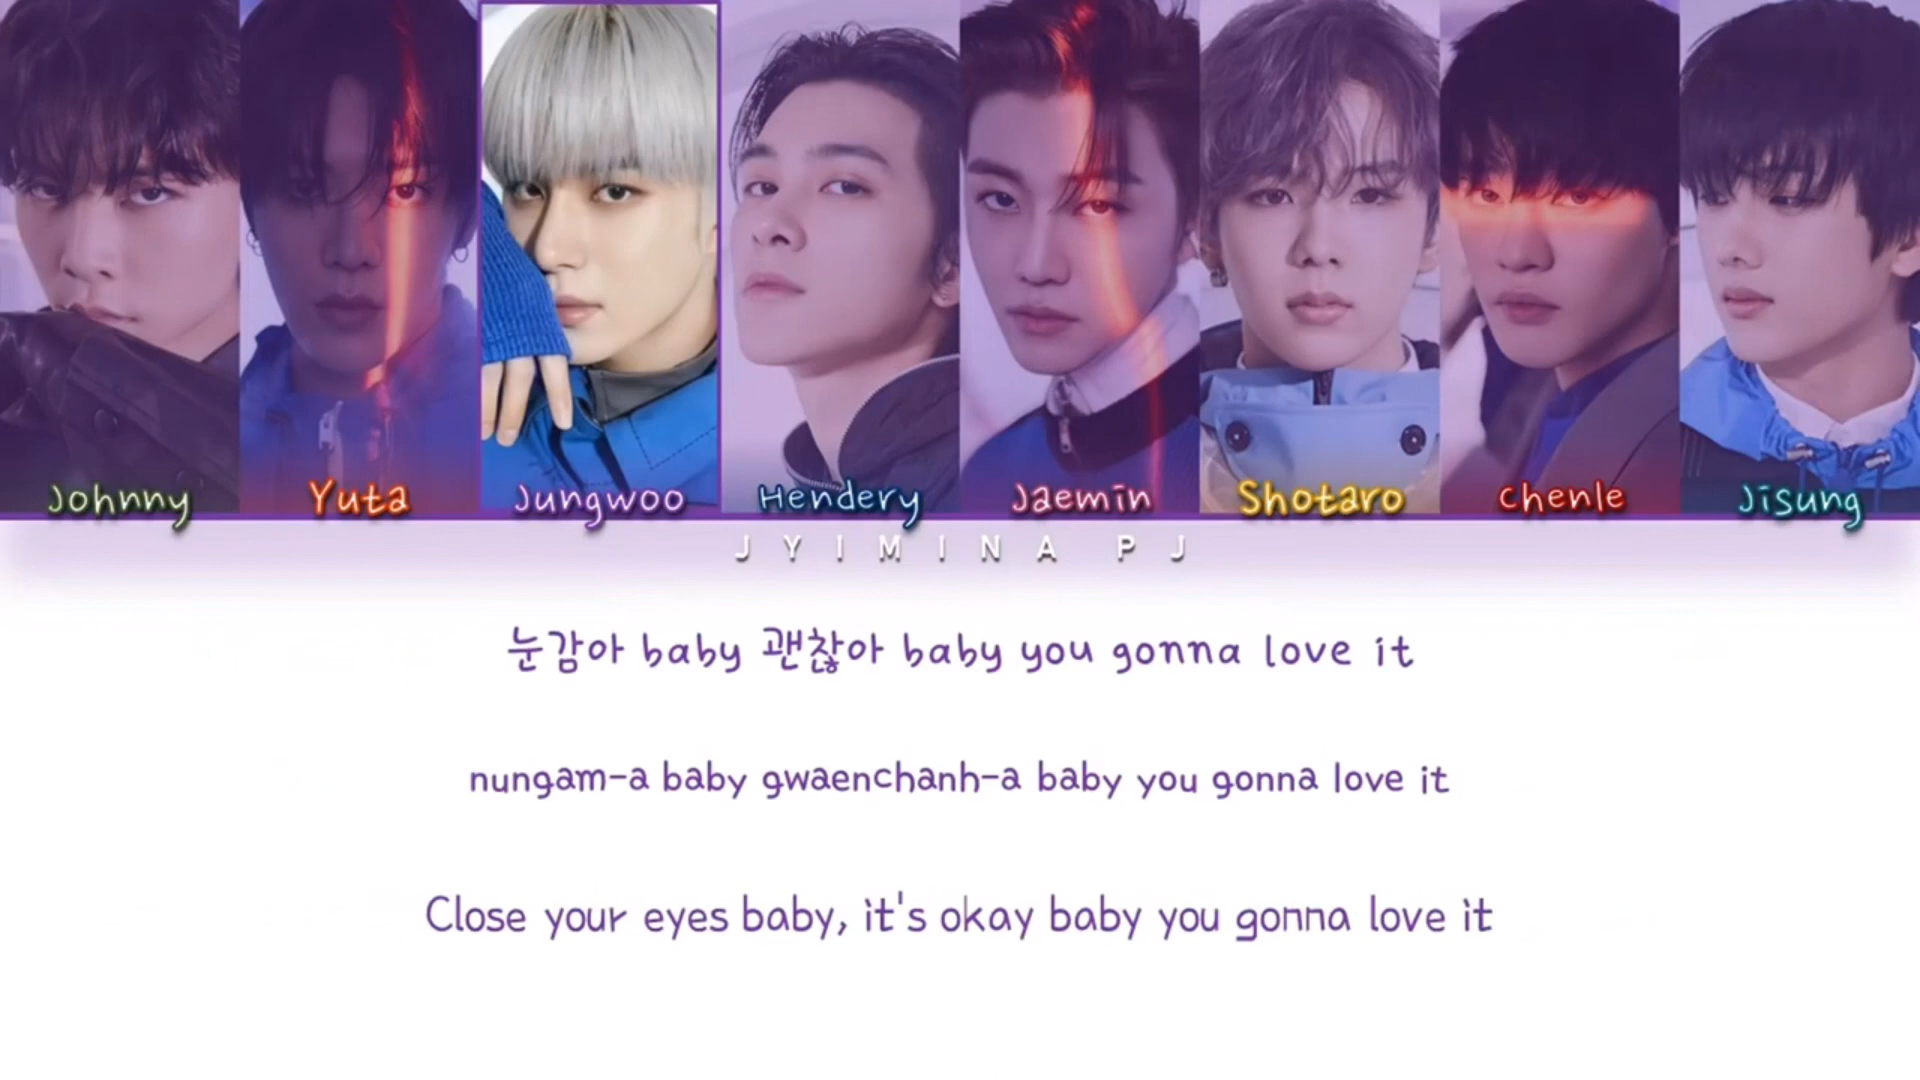 Johnny Yuta Jungwoo Hendery Jaemin Shotaro Chenle Jisung
JYIMINA PJ
눈감아 baby 괜찮아 baby you gonna love it
nungam-a baby gwaenchanh-a baby you gonna love it
Close your eyes baby, it's okay baby you gonna love it